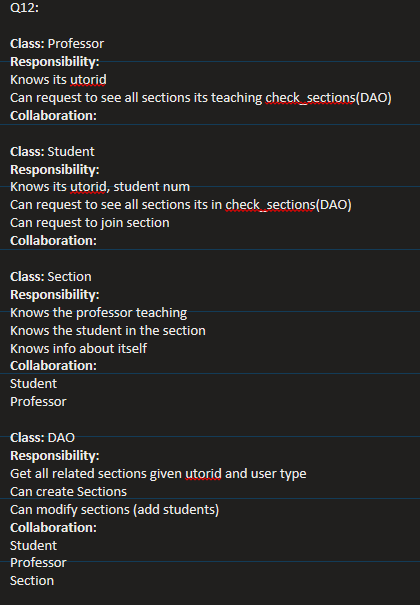 Q12:
Class: Professor
Responsibility:
Knows its utorid
Can request to see all sections its teaching check_sections(DAO)
Collaboration:
Class: Student
Responsibility:
Knows its utorid, student num
Can request to see all sections its in check_sections(DAO)
Can request to join section
Collaboration:
Class: Section
Responsibility:
Knows the professor teaching
Knows the student in the section
Knows info about itself
Collaboration:
Student
Professor
Class: DAO
Responsibility:
Get all related sections given utorid and user type
Can create Sections
Can modify sections (add students)
Collaboration:
Student
Professor
Section